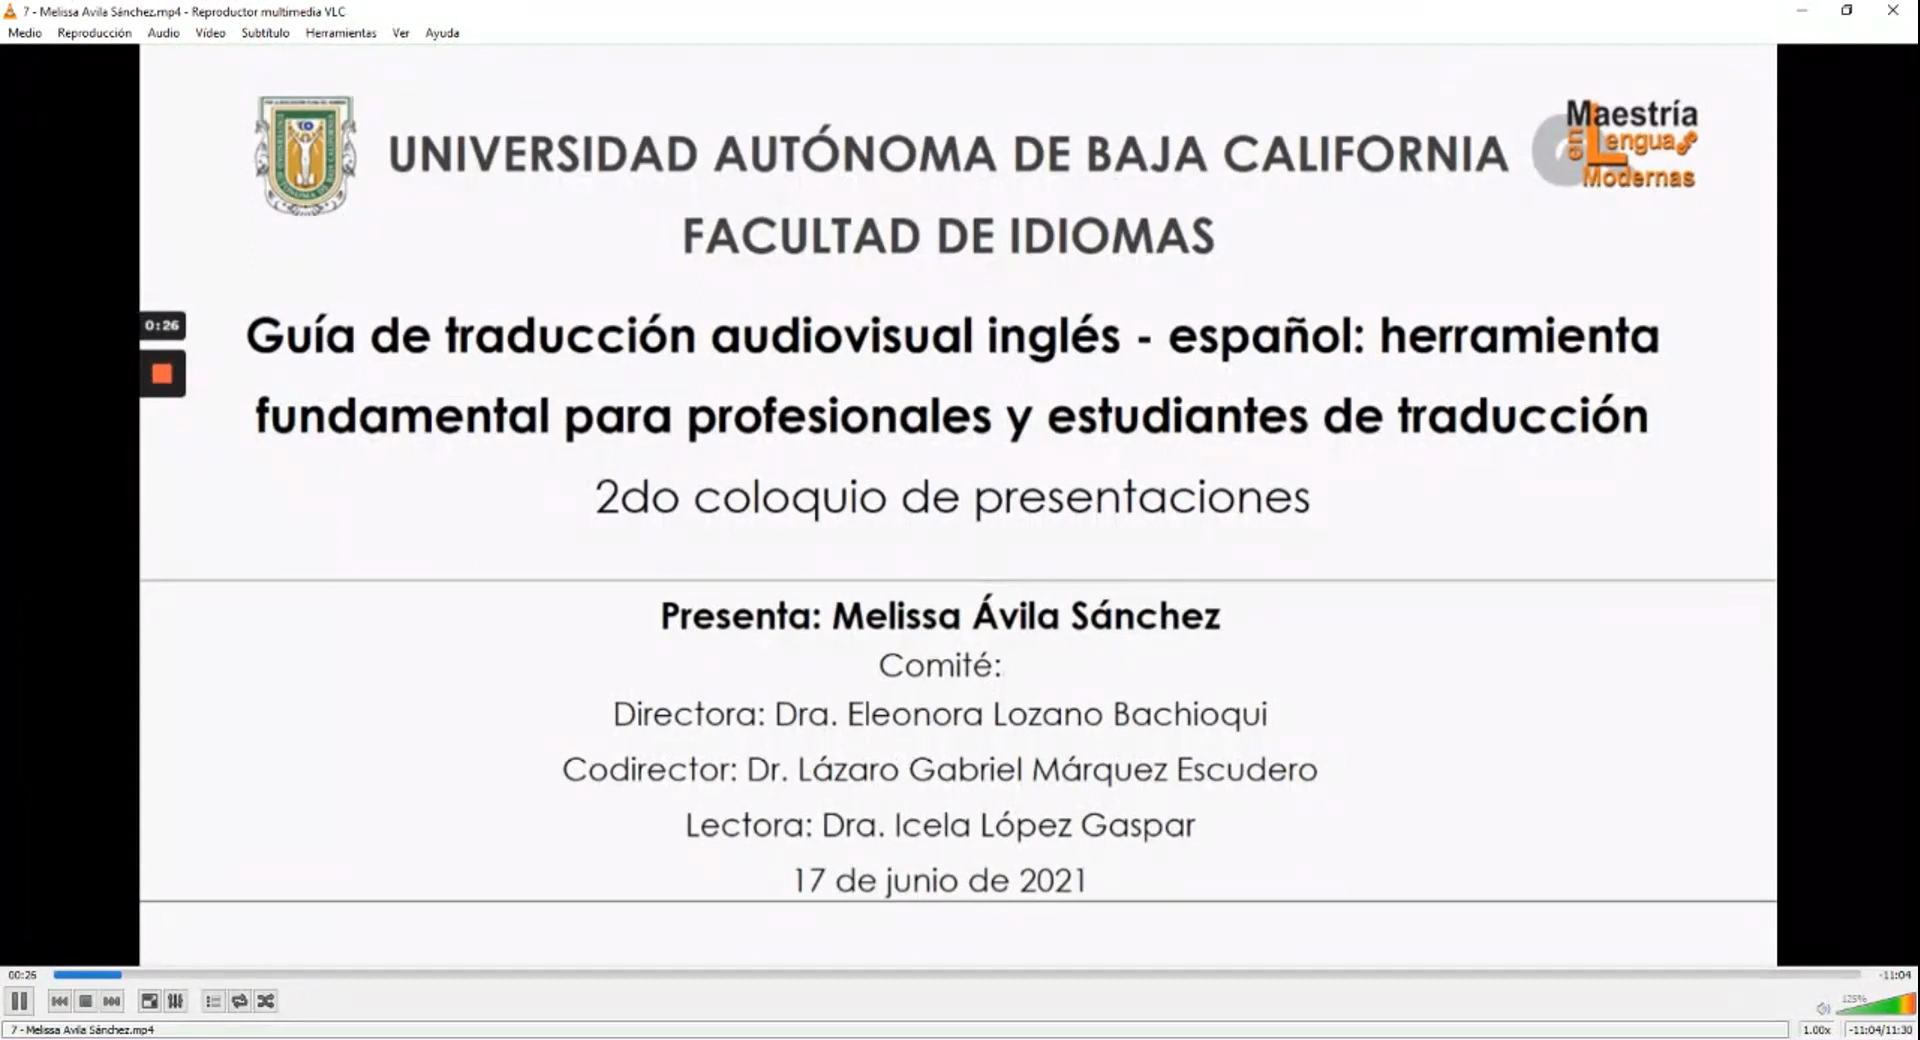 7 - Melissa Avila Sánchez.mp4 - Reproductor multimedia VLC
Medio Reproducción Audio Vídeo Subtítulo Herramientas Ver Ayuda
UNIVERSIDAD AUTÓNOMA DE BAJA CALIFORNIA
Maestría
en Lenguas
Modernas
FACULTAD DE IDIOMAS
0:26
Guía de traducción audiovisual inglés - español: herramienta
fundamental para profesionales y estudiantes de traducción
2do coloquio de presentaciones
Presenta: Melissa Ávila Sánchez
Comité:
Directora: Dra. Eleonora Lozano Bachioqui
Codirector: Dr. Lázaro Gabriel Márquez Escudero
Lectora: Dra. Icela López Gaspar
17 de junio de 2021
00:25 -11:04
125%
7 - Melissa Avila Sánchez.mp4 1.00x -11:04/11:30